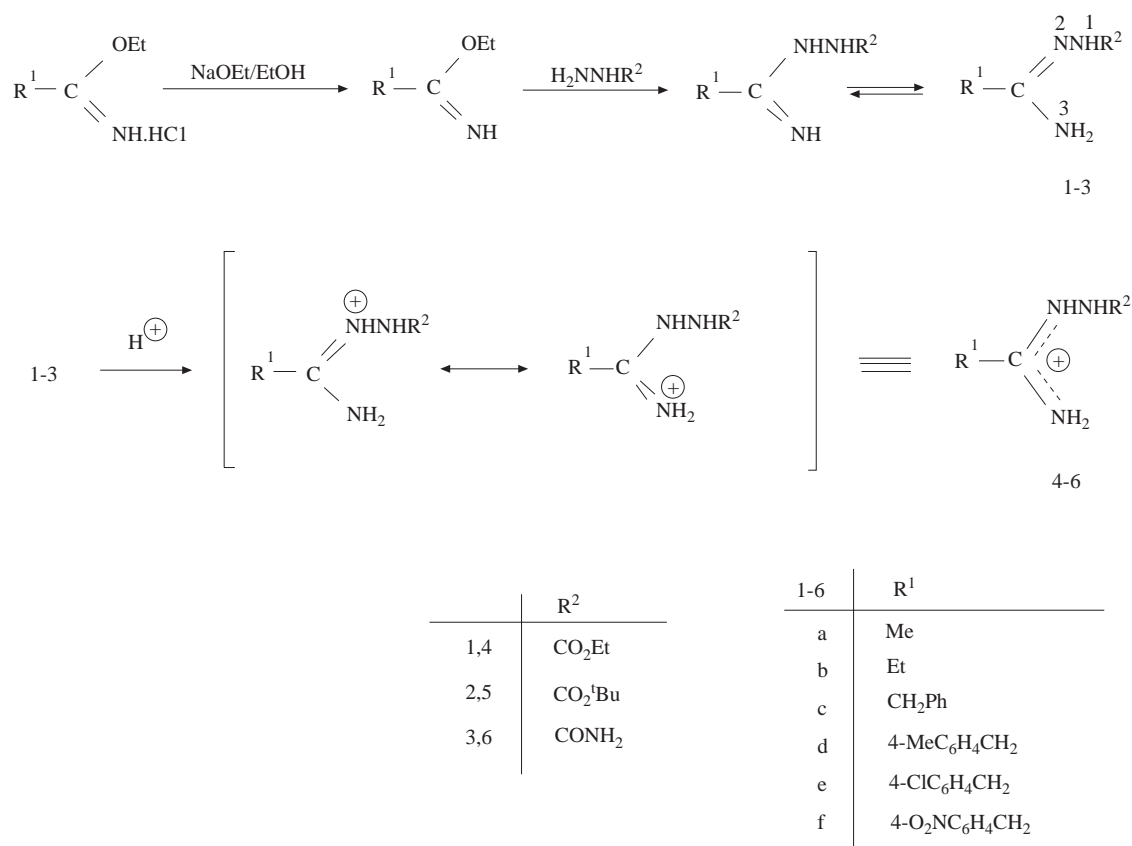 OEt
R¹ C
NH.HCl
NaOEt/EtOH
OEt
R¹ C
NH
H₂NNHR²
NHNHR²
R¹ C
NH
2 1
NNHR²
R¹ C
3
NH₂
1-3
1-3
H⊕
⊕
NHNHR²
R¹ C
NH₂
NHNHR²
R¹ C
⊕
NH₂
NHNHR²
R¹ C ⊕
NH₂
4-6
R²
1,4 CO₂Et
2,5 CO₂ᵗBu
3,6 CONH₂
1-6 R¹
a Me
b Et
c CH₂Ph
d 4-MeC₆H₄CH₂
e 4-ClC₆H₄CH₂
f 4-O₂NC₆H₄CH₂